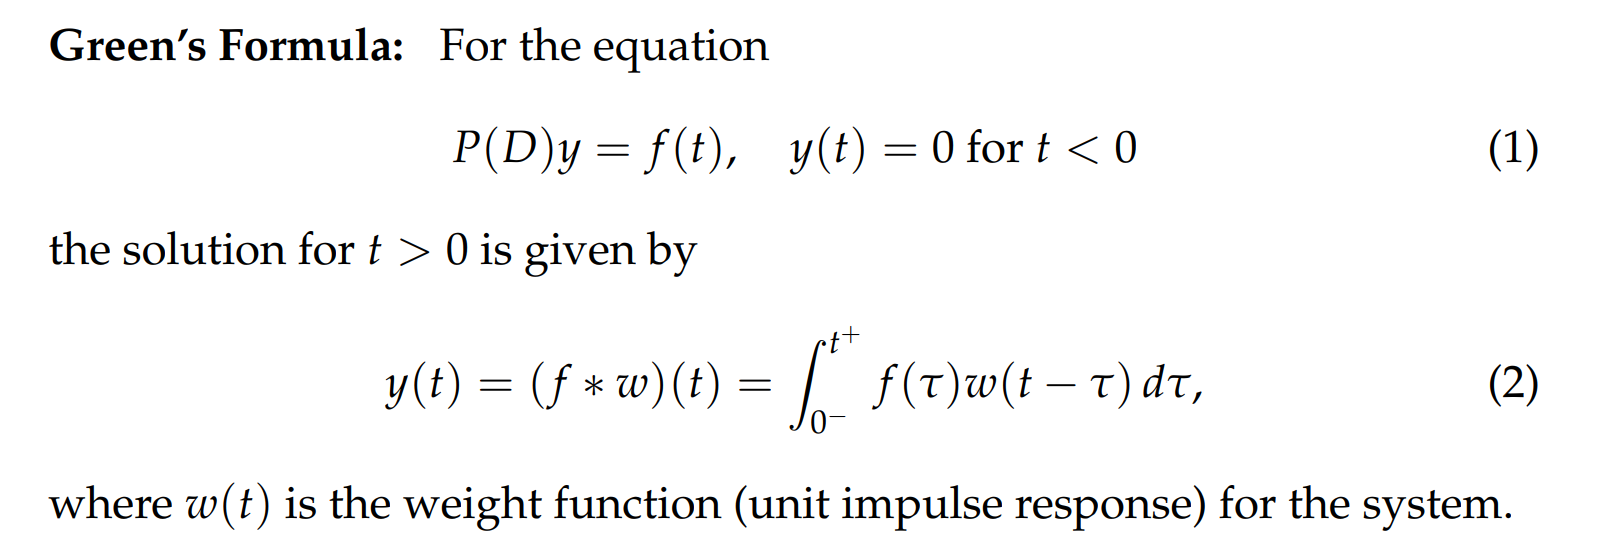 Green's Formula: For the equation
P(D)y = f(t), y(t) = 0 for t < 0 (1)
the solution for t > 0 is given by
y(t) = (f ∗ w)(t) = ∫_{0⁻}^{t⁺} f(τ)w(t − τ) dτ, (2)
where w(t) is the weight function (unit impulse response) for the system.